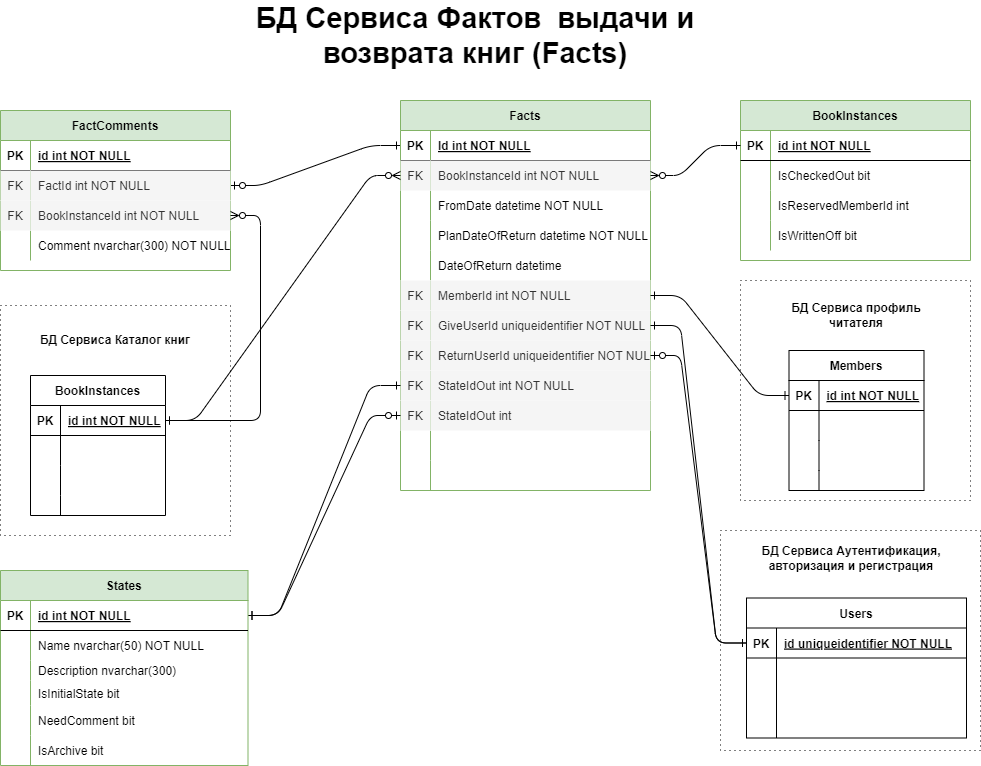 БД Сервиса Фактов  выдачи и
возврата книг (Facts)
FactComments
PK id int NOT NULL
FK FactId int NOT NULL
FK BookInstanceId int NOT NULL
Comment nvarchar(300) NOT NULL
Facts
PK Id int NOT NULL
FK BookInstanceId int NOT NULL
FromDate datetime NOT NULL
PlanDateOfReturn datetime NOT NULL
DateOfReturn datetime
FK MemberId int NOT NULL
FK GiveUserId uniqueidentifier NOT NULL
FK ReturnUserId uniqueidentifier NOT NUL
FK StateIdOut int NOT NULL
FK StateIdOut int
BookInstances
PK id int NOT NULL
IsCheckedOut bit
IsReservedMemberId int
IsWrittenOff bit
БД Сервиса Каталог книг
BookInstances
PK id int NOT NULL
БД Сервиса профиль
читателя
Members
PK id int NOT NULL
States
PK id int NOT NULL
Name nvarchar(50) NOT NULL
Description nvarchar(300)
IsInitialState bit
NeedComment bit
IsArchive bit
БД Сервиса Аутентификация,
авторизация и регистрация
Users
PK id uniqueidentifier NOT NULL